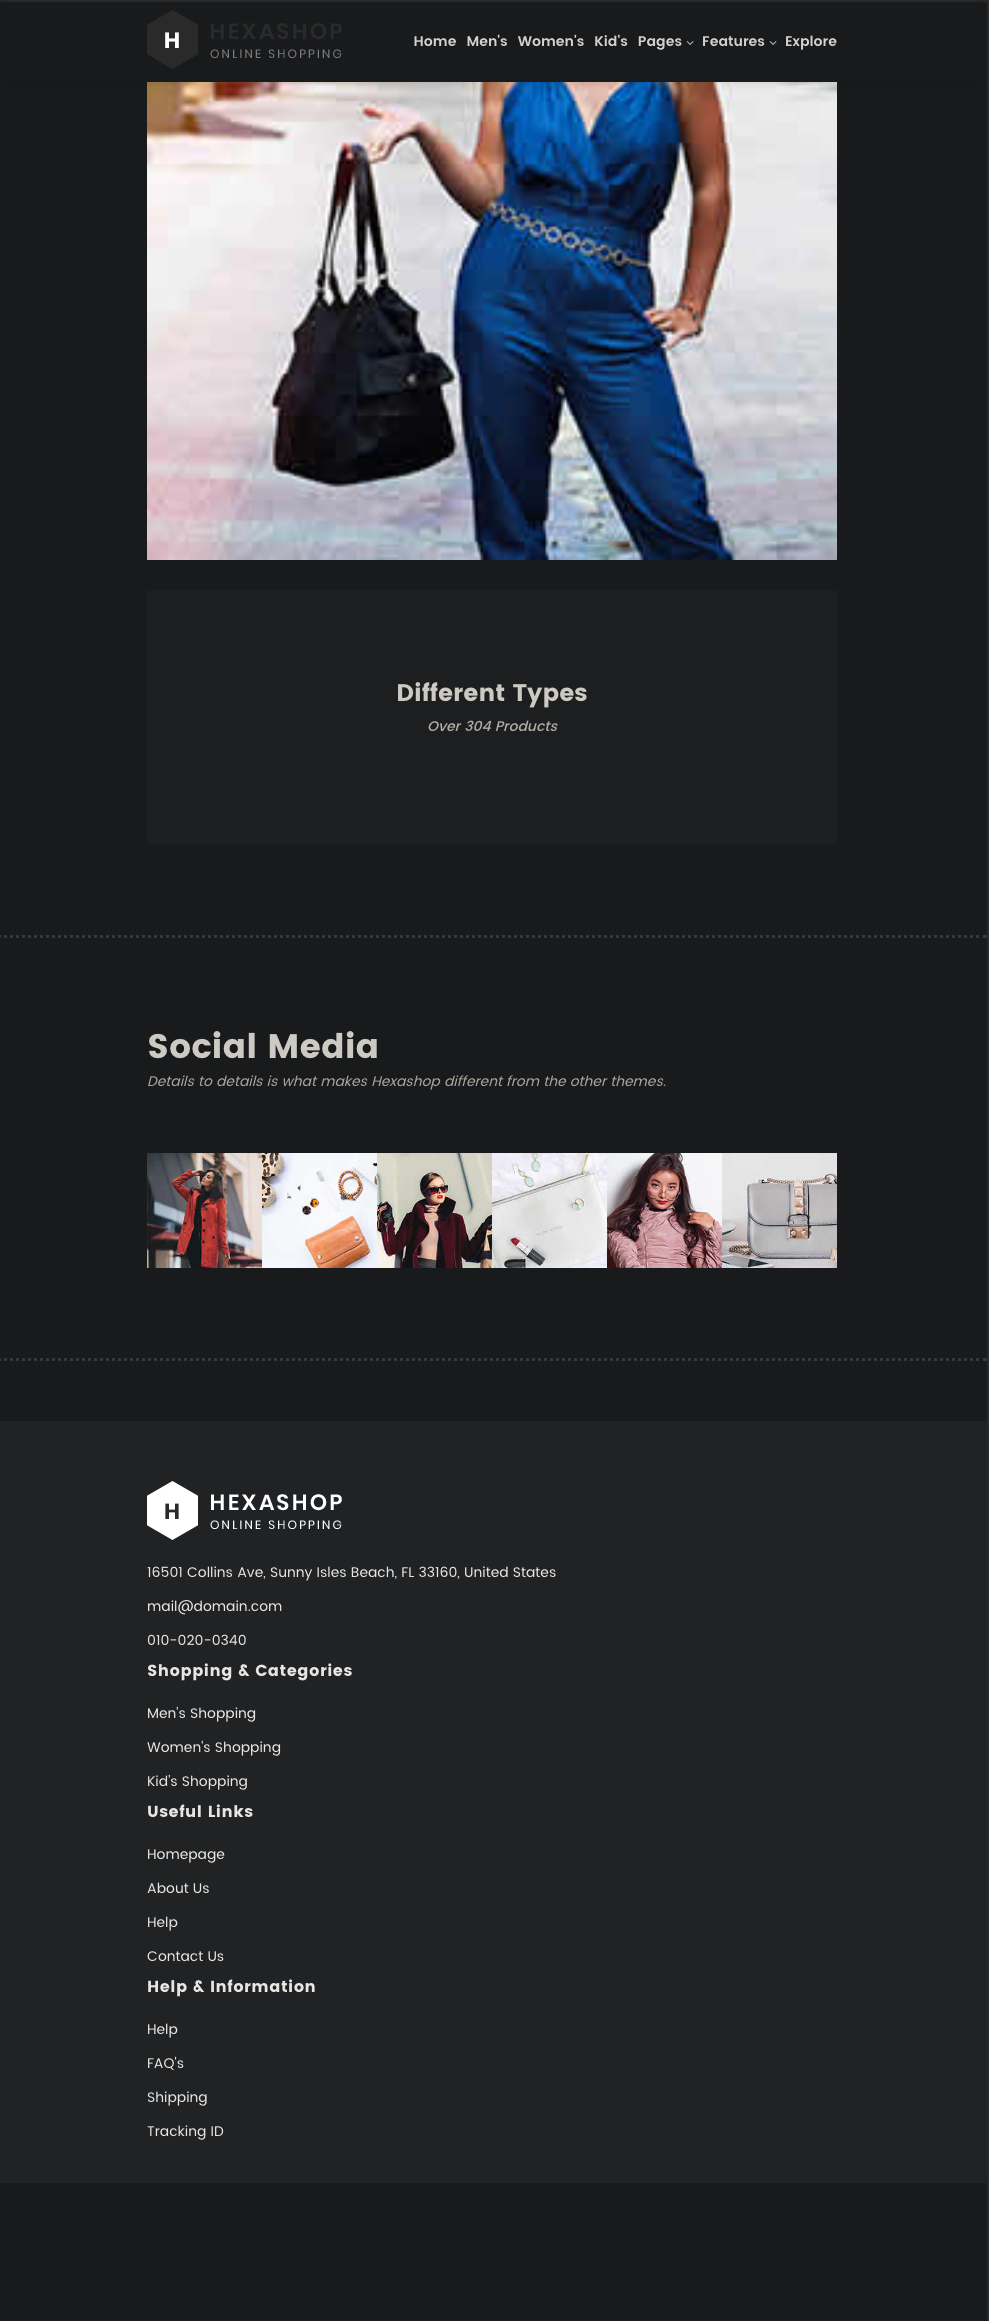 H
HEXASHOP
ONLINE SHOPPING
Home Men's Women's Kid's Pages Features Explore
Different Types
Over 304 Products
Social Media
Details to details is what makes Hexashop different from the other themes.
H
HEXASHOP
ONLINE SHOPPING
16501 Collins Ave, Sunny Isles Beach, FL 33160, United States
mail@domain.com
010-020-0340
Shopping & Categories
Men's Shopping
Women's Shopping
Kid's Shopping
Useful Links
Homepage
About Us
Help
Contact Us
Help & Information
Help
FAQ's
Shipping
Tracking ID